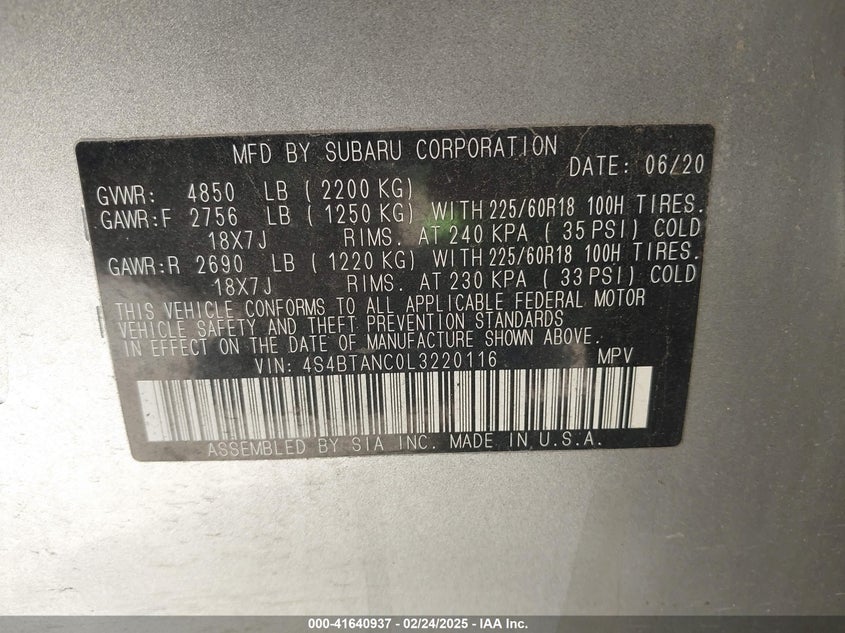 MFD BY SUBARU CORPORATION
DATE: 06/20
GVWR: 4850 LB ( 2200 KG)
GAWR:F 2756 LB ( 1250 KG) WITH 225/60R18 100H TIRES.
18X7J RIMS. AT 240 KPA ( 35 PSI) COLD
GAWR:R 2690 LB ( 1220 KG) WITH 225/60R18 100H TIRES.
18X7J RIMS. AT 230 KPA ( 33 PSI) COLD
THIS VEHICLE CONFORMS TO ALL APPLICABLE FEDERAL MOTOR
VEHICLE SAFETY AND THEFT PREVENTION STANDARDS
IN EFFECT ON THE DATE OF MANUFACTURE SHOWN ABOVE.
VIN: 4S4BTANC0L3220116 MPV
ASSEMBLED BY SIA INC. MADE IN U.S.A.
000-41640937 - 02/24/2025 - IAA Inc.